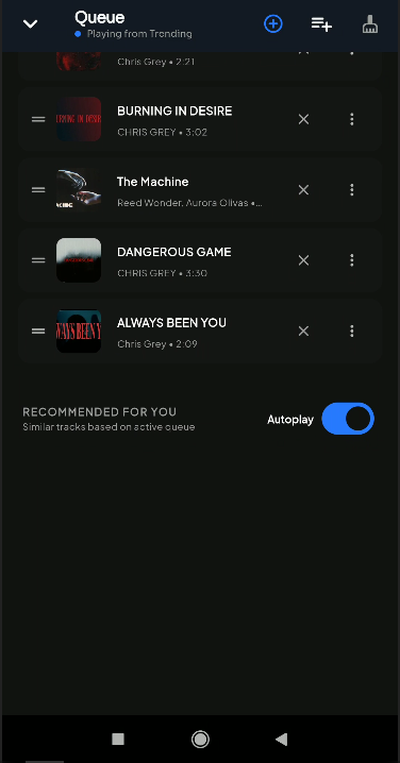 Queue
Playing from Trending
Chris Grey • 2:21
BURNING IN DESIRE
CHRIS GREY • 3:02
The Machine
Reed Wonder, Aurora Olivas •...
DANGEROUS GAME
CHRIS GREY • 3:30
ALWAYS BEEN YOU
Chris Grey • 2:09
RECOMMENDED FOR YOU
Similar tracks based on active queue
Autoplay